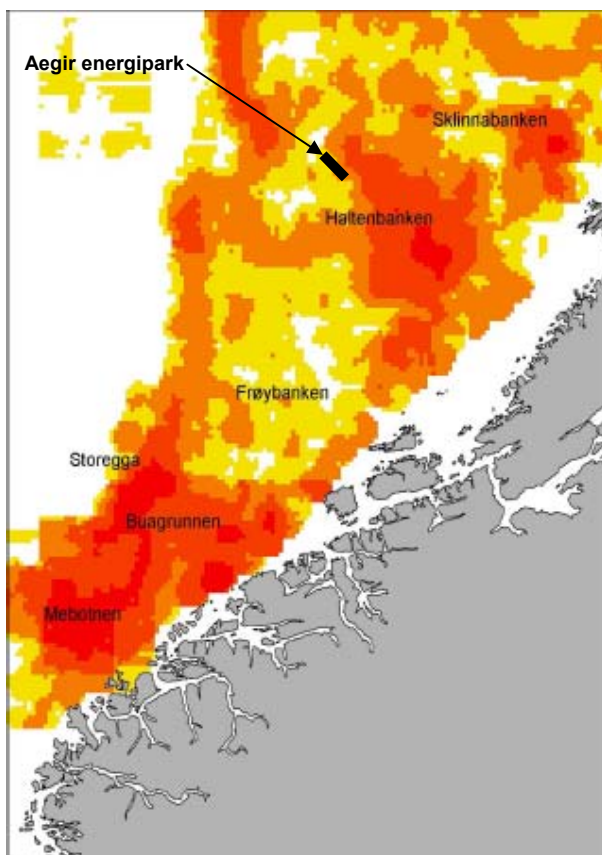 Aegir energipark
Sklinnabanken
Haltenbanken
Frøybanken
Storegga
Buagrunnen
Mebotnen